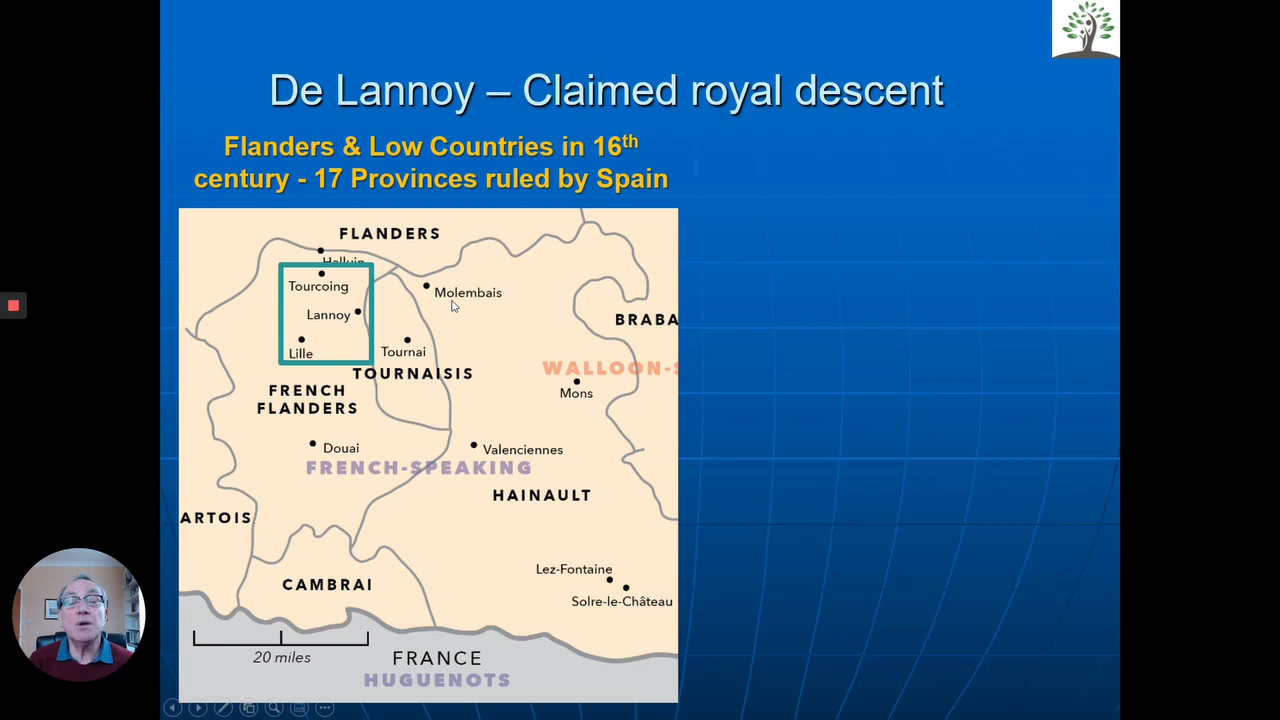 De Lannoy – Claimed royal descent
Flanders & Low Countries in 16th
century - 17 Provinces ruled by Spain
FLANDERS
Halluin
Tourcoing
Molembais
Lannoy
BRABA
Lille
Tournai
WALLOON-S
TOURNAISIS
Mons
FRENCH
FLANDERS
Douai
Valenciennes
FRENCH-SPEAKING
HAINAULT
ARTOIS
Lez-Fontaine
CAMBRAI
Solre-le-Château
20 miles
FRANCE
HUGUENOTS